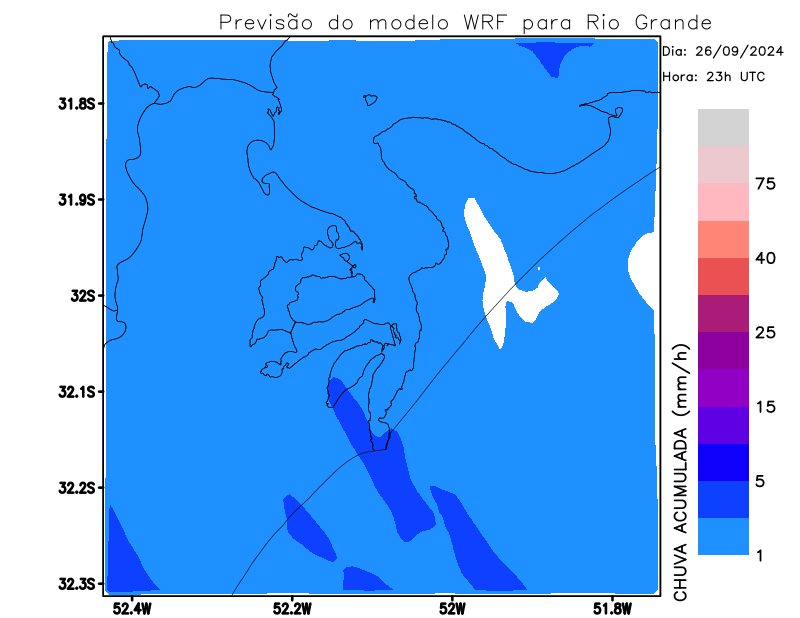 Previsão do modelo WRF para Rio Grande
Dia: 26/09/2024
Hora: 23h UTC
31.8S
31.9S
32S
32.1S
32.2S
32.3S
52.4W
52.2W
52W
51.8W
75
40
25
15
5
1
CHUVA ACUMULADA (mm/h)